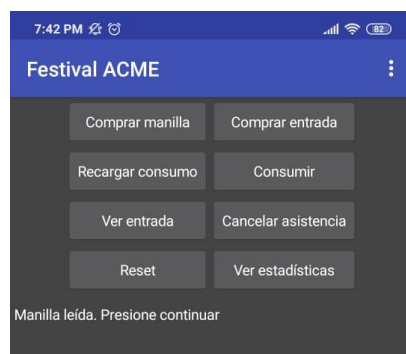 7:42 PM 82
Festival ACME
Comprar manilla Comprar entrada
Recargar consumo Consumir
Ver entrada Cancelar asistencia
Reset Ver estadísticas
Manilla leída. Presione continuar